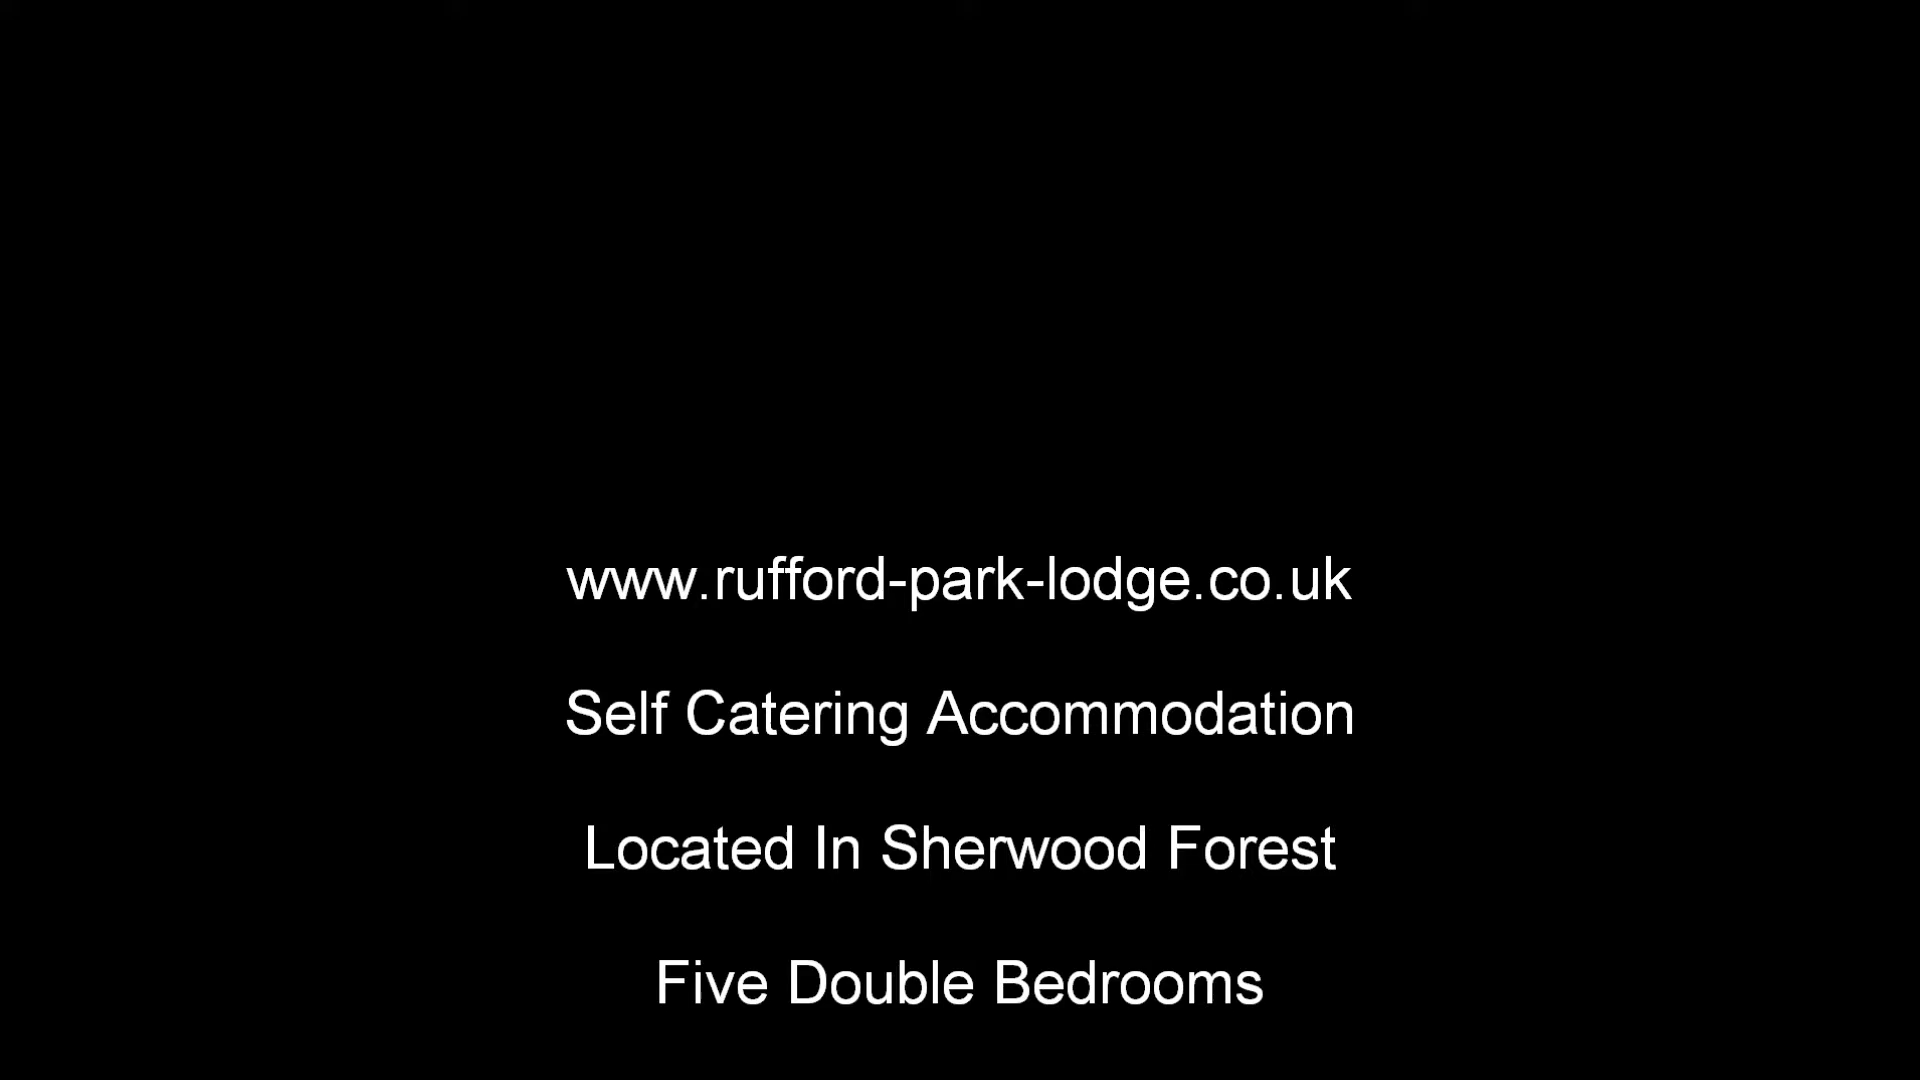 www.rufford-park-lodge.co.uk
Self Catering Accommodation
Located In Sherwood Forest
Five Double Bedrooms